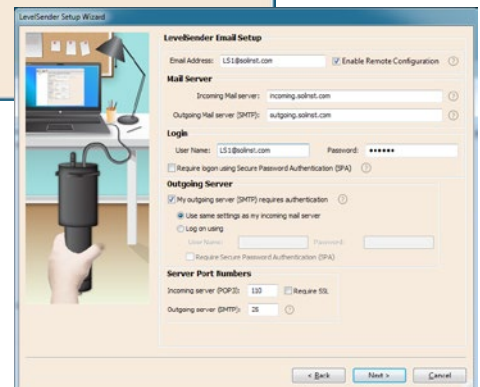 LevelSender Setup Wizard
LevelSender Email Setup
Email Address: LS1@solinst.com Enable Remote Configuration ?
Mail Server
Incoming Mail server: incoming.solinst.com ?
Outgoing Mail server (SMTP): outgoing.solinst.com ?
Login
User Name: LS1@solinst.com Password: ••••••
Require logon using Secure Password Authentication (SPA) ?
Outgoing Server
My outgoing server (SMTP) requires authentication ?
Use same settings as my incoming mail server
Log on using
User Name: Password:
Require Secure Password Authentication (SPA)
Server Port Numbers
Incoming server (POP3): 110 Require SSL
Outgoing server (SMTP): 26 ?
< Back Next > Cancel